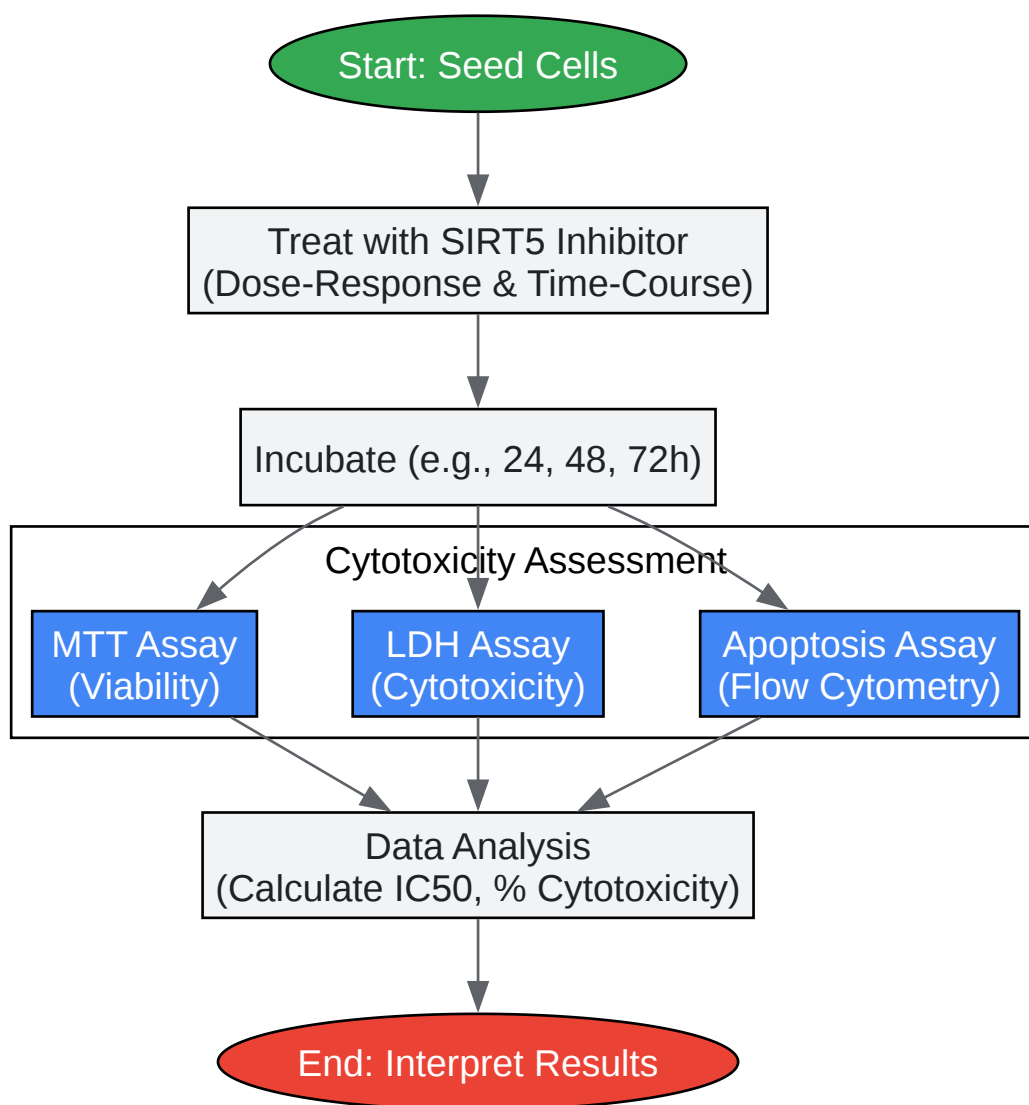 Start: Seed Cells
Treat with SIRT5 Inhibitor
(Dose-Response & Time-Course)
Incubate (e.g., 24, 48, 72h)
Cytotoxicity Assessment
MTT Assay
(Viability)
LDH Assay
(Cytotoxicity)
Apoptosis Assay
(Flow Cytometry)
Data Analysis
(Calculate IC50, % Cytotoxicity)
End: Interpret Results